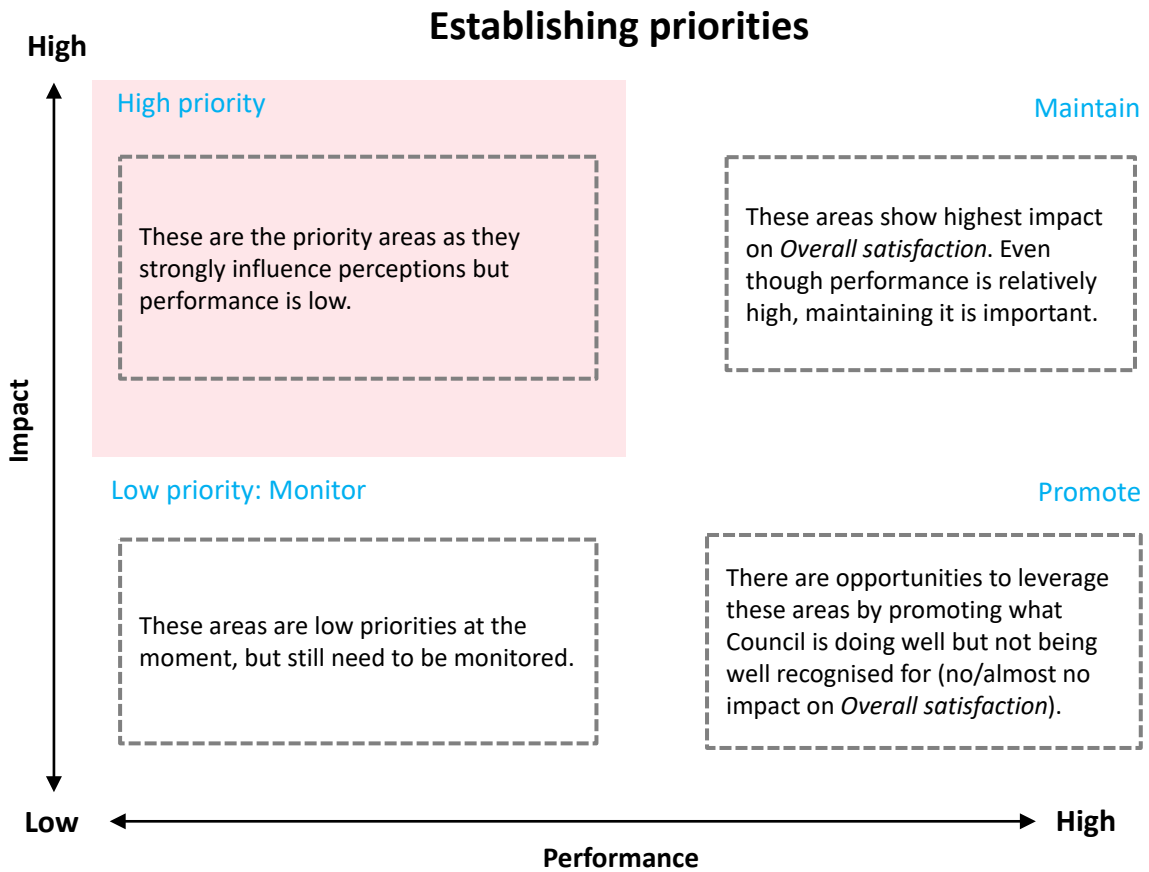 Establishing priorities
High
High priority
Maintain
These are the priority areas as they
strongly influence perceptions but
performance is low.
These areas show highest impact
on Overall satisfaction. Even
though performance is relatively
high, maintaining it is important.
Impact
Low priority: Monitor
Promote
These areas are low priorities at the
moment, but still need to be monitored.
There are opportunities to leverage
these areas by promoting what
Council is doing well but not being
well recognised for (no/almost no
impact on Overall satisfaction).
Low
High
Performance